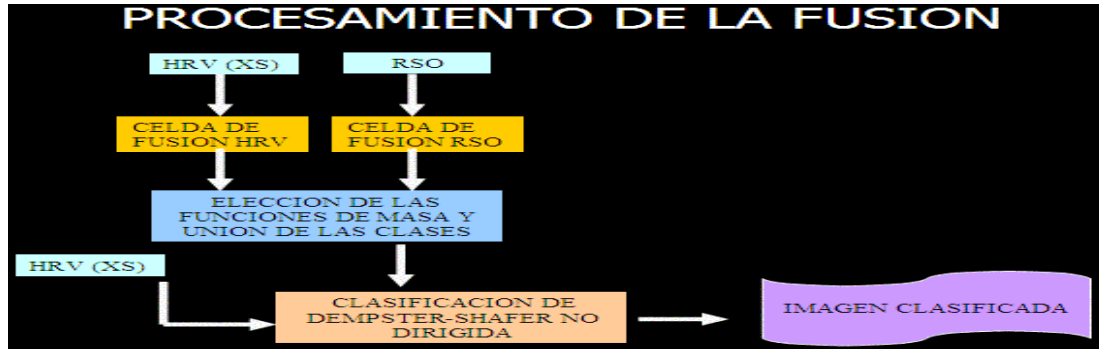 PROCESAMIENTO DE LA FUSION
HRV (XS)
RSO
CELDA DE
FUSION HRV
CELDA DE
FUSION RSO
ELECCION DE LAS
FUNCIONES DE MASA Y
UNION DE LAS CLASES
HRV (XS)
CLASIFICACION DE
DEMPSTER-SHAFER NO
DIRIGIDA
IMAGEN CLASIFICADA